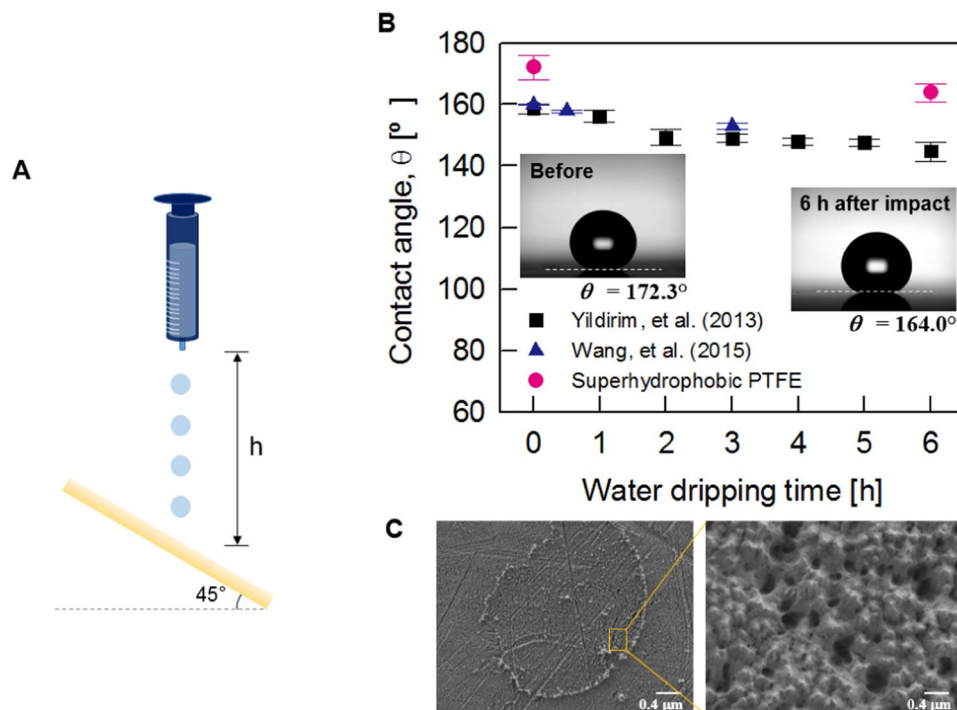 A
h
45°
B
Contact angle, θ [º ]
180
160
140
120
100
80
60
Before
θ = 172.3°
6 h after impact
θ = 164.0°
Yildirim, et al. (2013)
Wang, et al. (2015)
Superhydrophobic PTFE
0 1 2 3 4 5 6
Water dripping time [h]
C
0.4 μm
0.4 μm